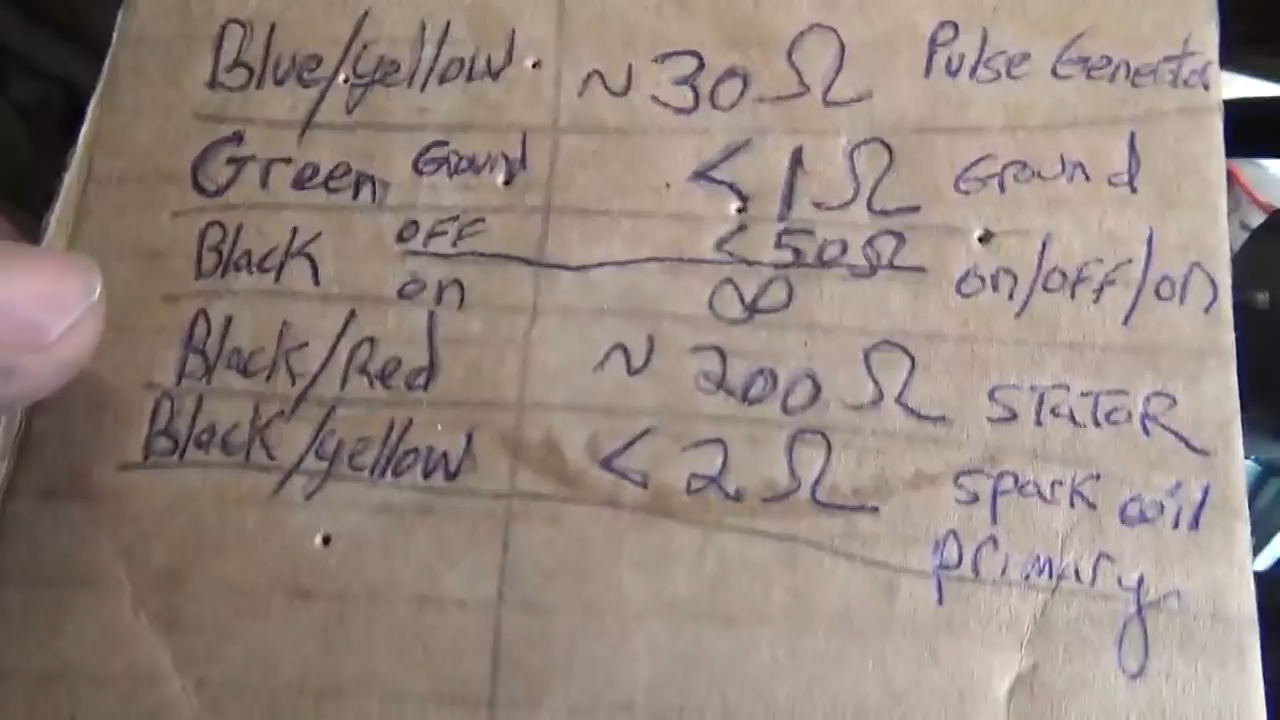 Blue/yellow. ~30Ω Pulse Generator
Green Ground <1Ω Ground
Black OFF <50Ω on/OFF/on
on ∞
Black/Red ~200Ω STaTOR
Black/yellow <2Ω Spark coil
primary